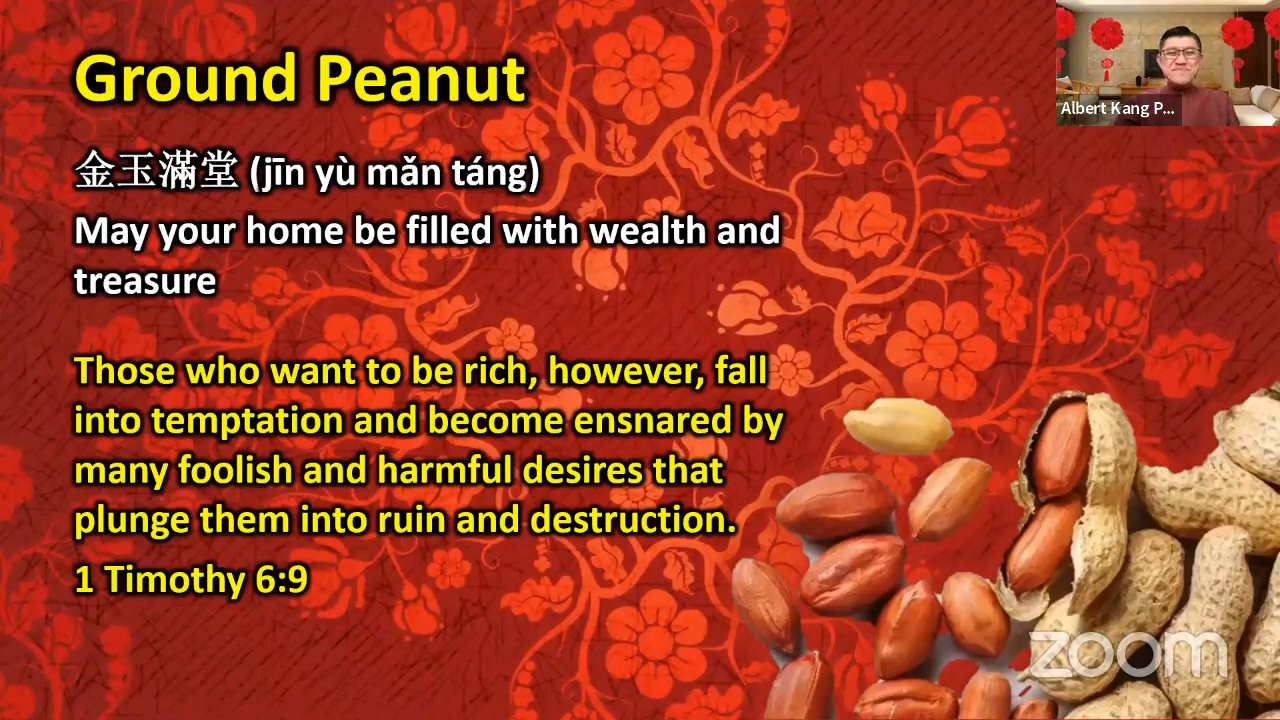 Ground Peanut
Albert Kang P...
金玉滿堂 (jīn yù mǎn táng)
May your home be filled with wealth and
treasure
Those who want to be rich, however, fall
into temptation and become ensnared by
many foolish and harmful desires that
plunge them into ruin and destruction.
1 Timothy 6:9
zoom